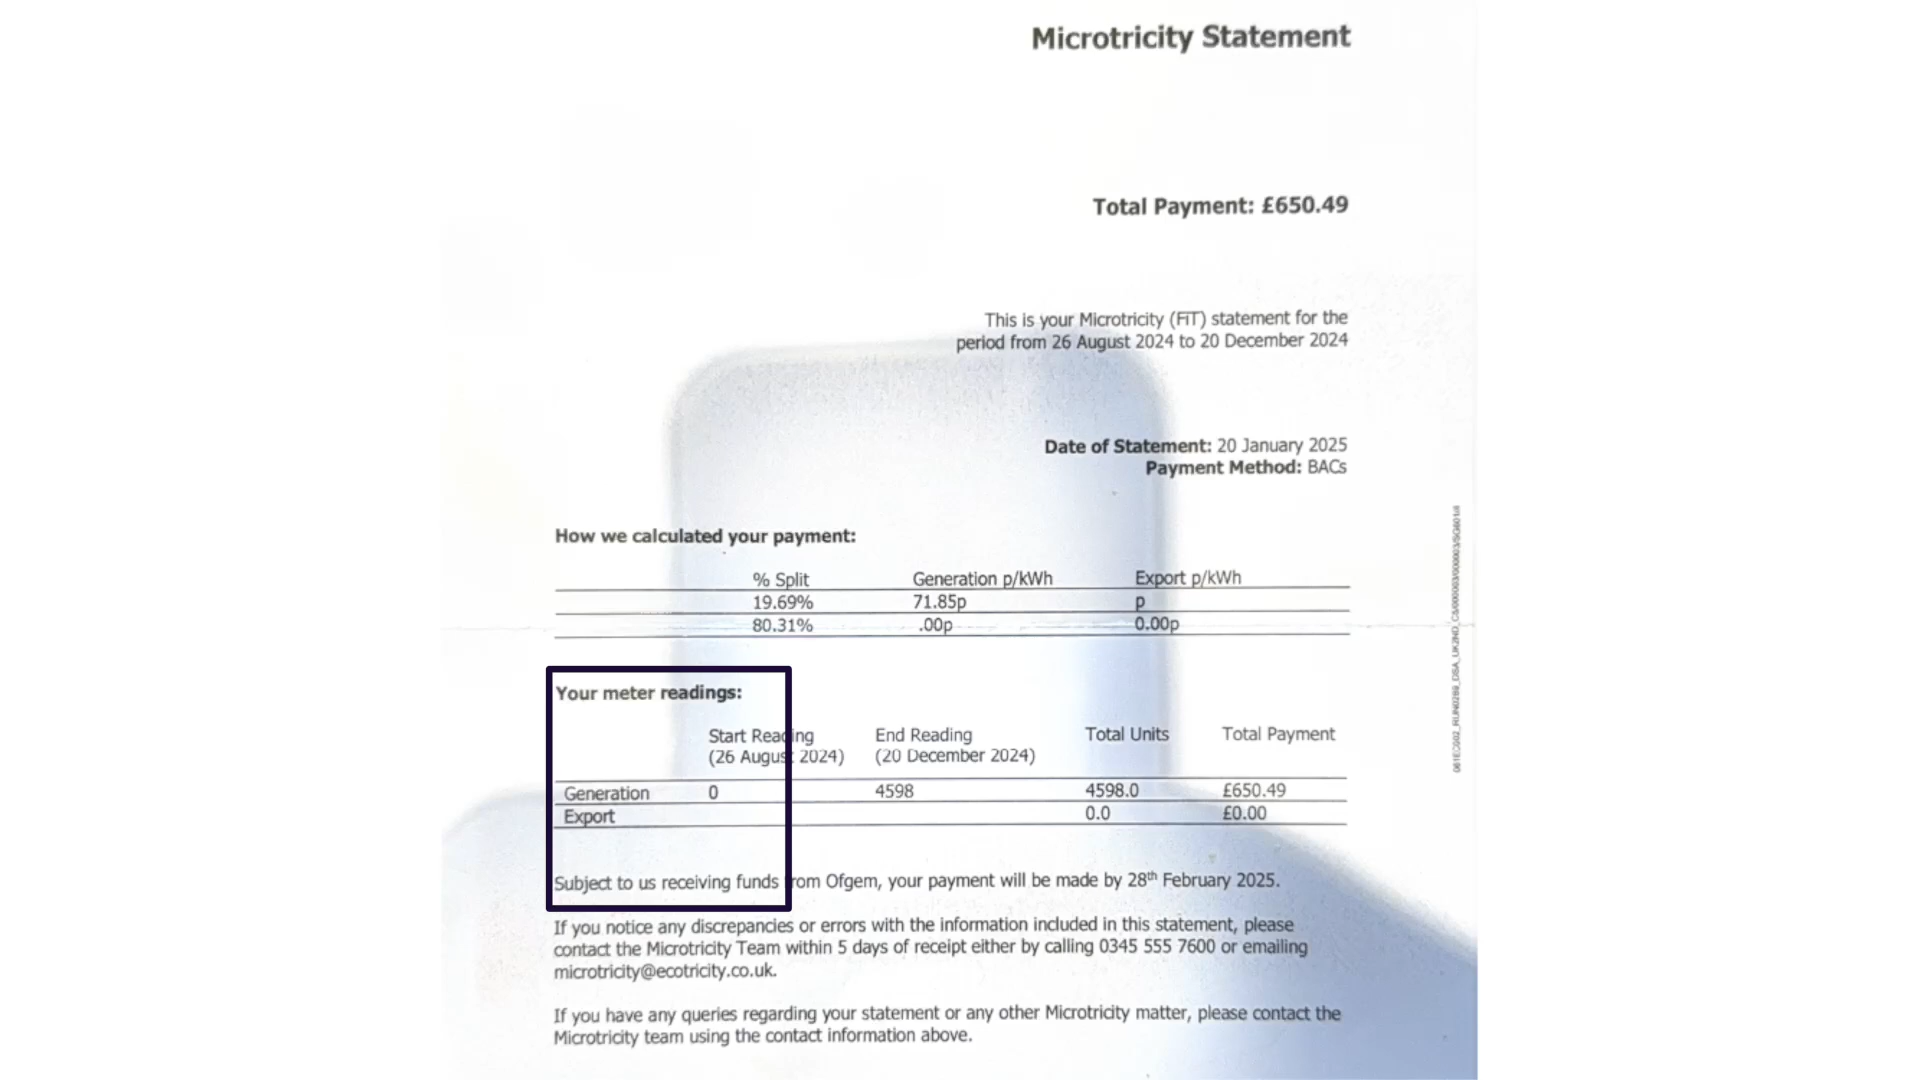 Microtricity Statement
Total Payment: £650.49
This is your Microtricity (FiT) statement for the
period from 26 August 2024 to 20 December 2024
Date of Statement: 20 January 2025
Payment Method: BACs
How we calculated your payment:
% Split Generation p/kWh Export p/kWh
19.69% 71.85p p
80.31% .00p 0.00p
Your meter readings:
Start Reading End Reading Total Units Total Payment
(26 August 2024) (20 December 2024)
Generation 0 4598 4598.0 £650.49
Export 0.0 £0.00
Subject to us receiving funds from Ofgem, your payment will be made by 28th February 2025.
If you notice any discrepancies or errors with the information included in this statement, please
contact the Microtricity Team within 5 days of receipt either by calling 0345 555 7600 or emailing
microtricity@ecotricity.co.uk.
If you have any queries regarding your statement or any other Microtricity matter, please contact the
Microtricity team using the contact information above.